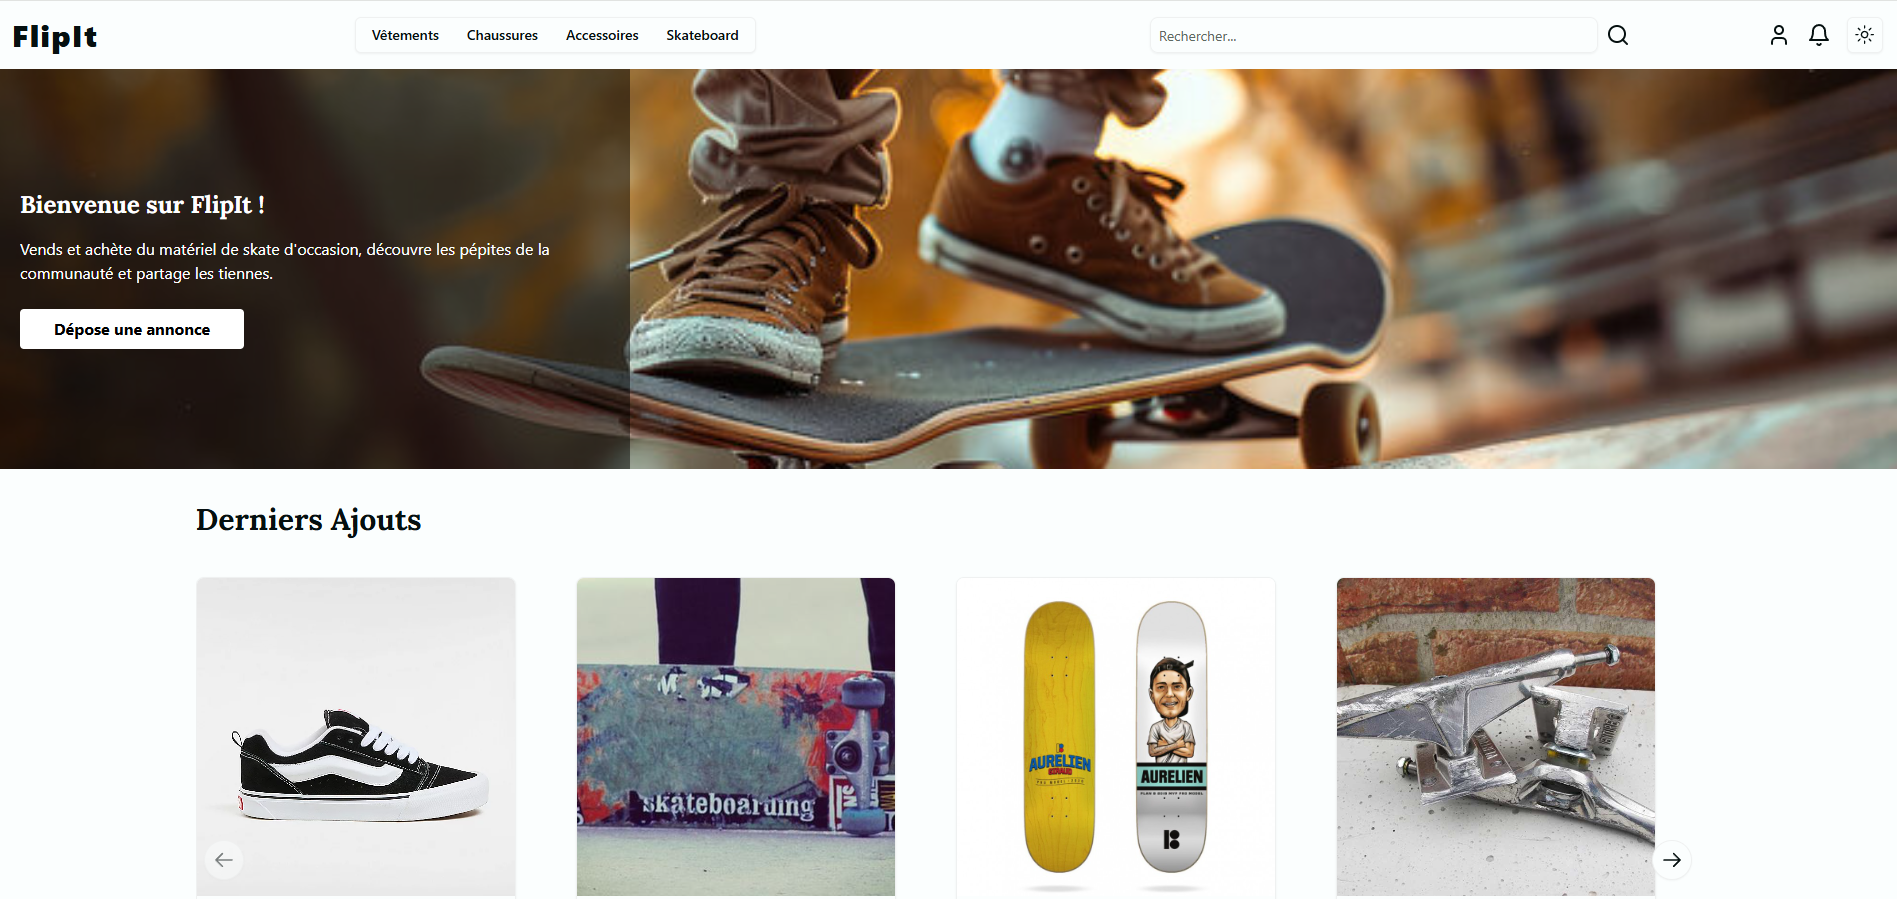 FlipIt
Vêtements Chaussures Accessoires Skateboard
Rechercher...
Bienvenue sur FlipIt !
Vends et achète du matériel de skate d'occasion, découvre les pépites de la
communauté et partage les tiennes.
Dépose une annonce
Derniers Ajouts
skateboarding
AURELIEN
GIRAUD
AURELIEN